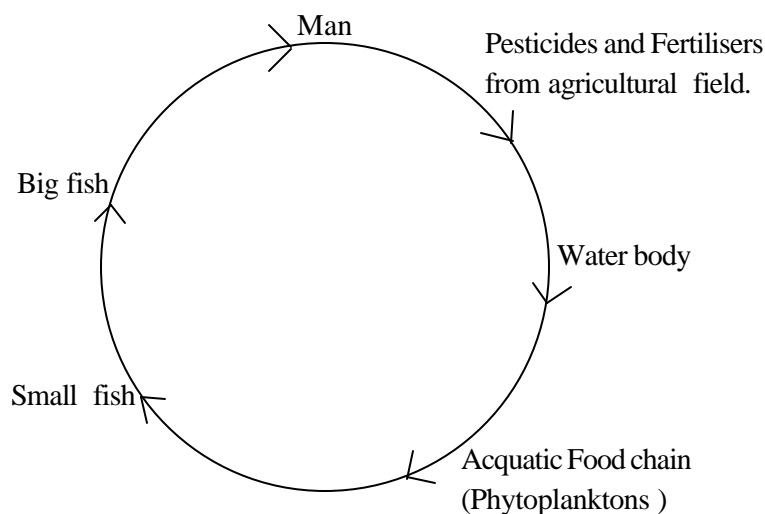 Man
Pesticides and Fertilisers
from agricultural field.
Big fish
Water body
Small fish
Acquatic Food chain
(Phytoplanktons )